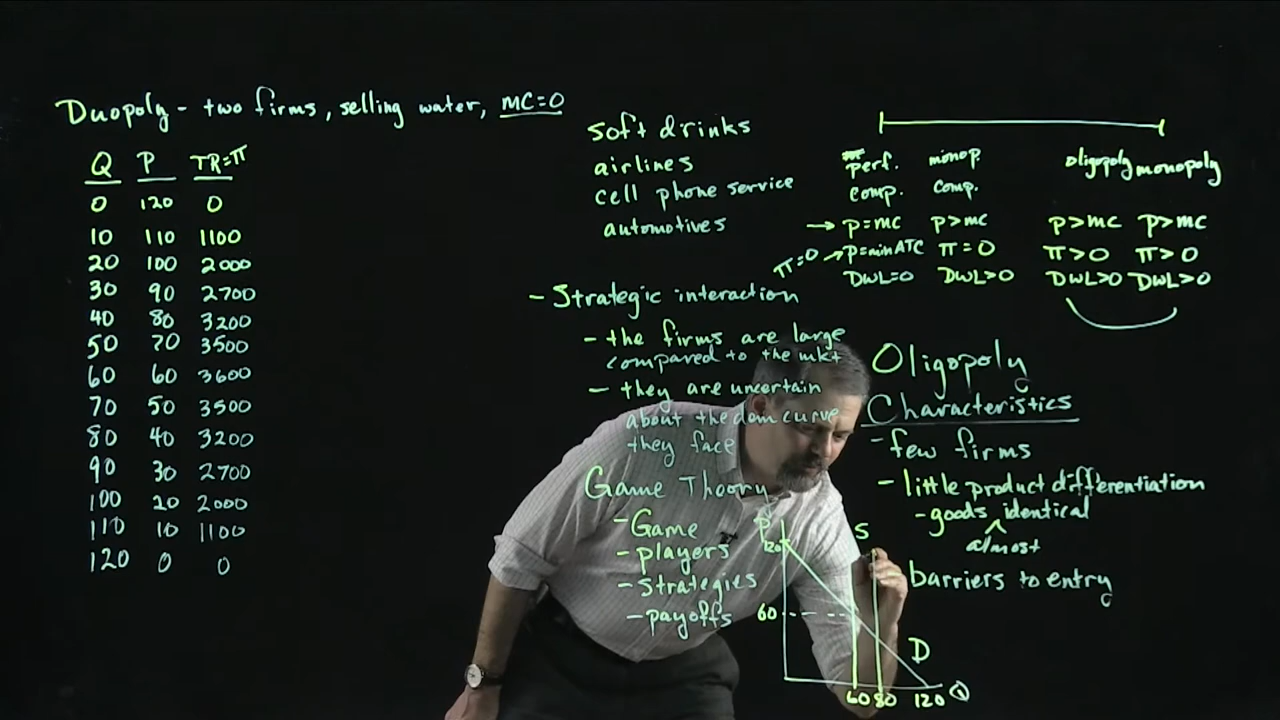 Duopoly - two firms, selling water, MC=0
Q P TR=π
0 120 0
10 110 1100
20 100 2000
30 90 2700
40 80 3200
50 70 3500
60 60 3600
70 50 3500
80 40 3200
90 30 2700
100 20 2000
110 10 1100
120 0 0
soft drinks
airlines
cell phone service
automotives
- Strategic interaction
- the firms are large
compared to the mkt
- they are uncertain
about the dem curve
they face
Game Theory
- Game
- players
- strategies
- payoffs
perf. monop. oligopoly monopoly
comp. comp.
→ p=mc p>mc p>mc p>mc
π=0 → p=minATC π=0 π>0 π>0
DWL=0 DWL>0 DWL>0 DWL>0
Oligopoly
Characteristics
- few firms
- little product differentiation
- goods ^ identical
almost
barriers to entry
P
120
S
60
D
60 80 120 Q